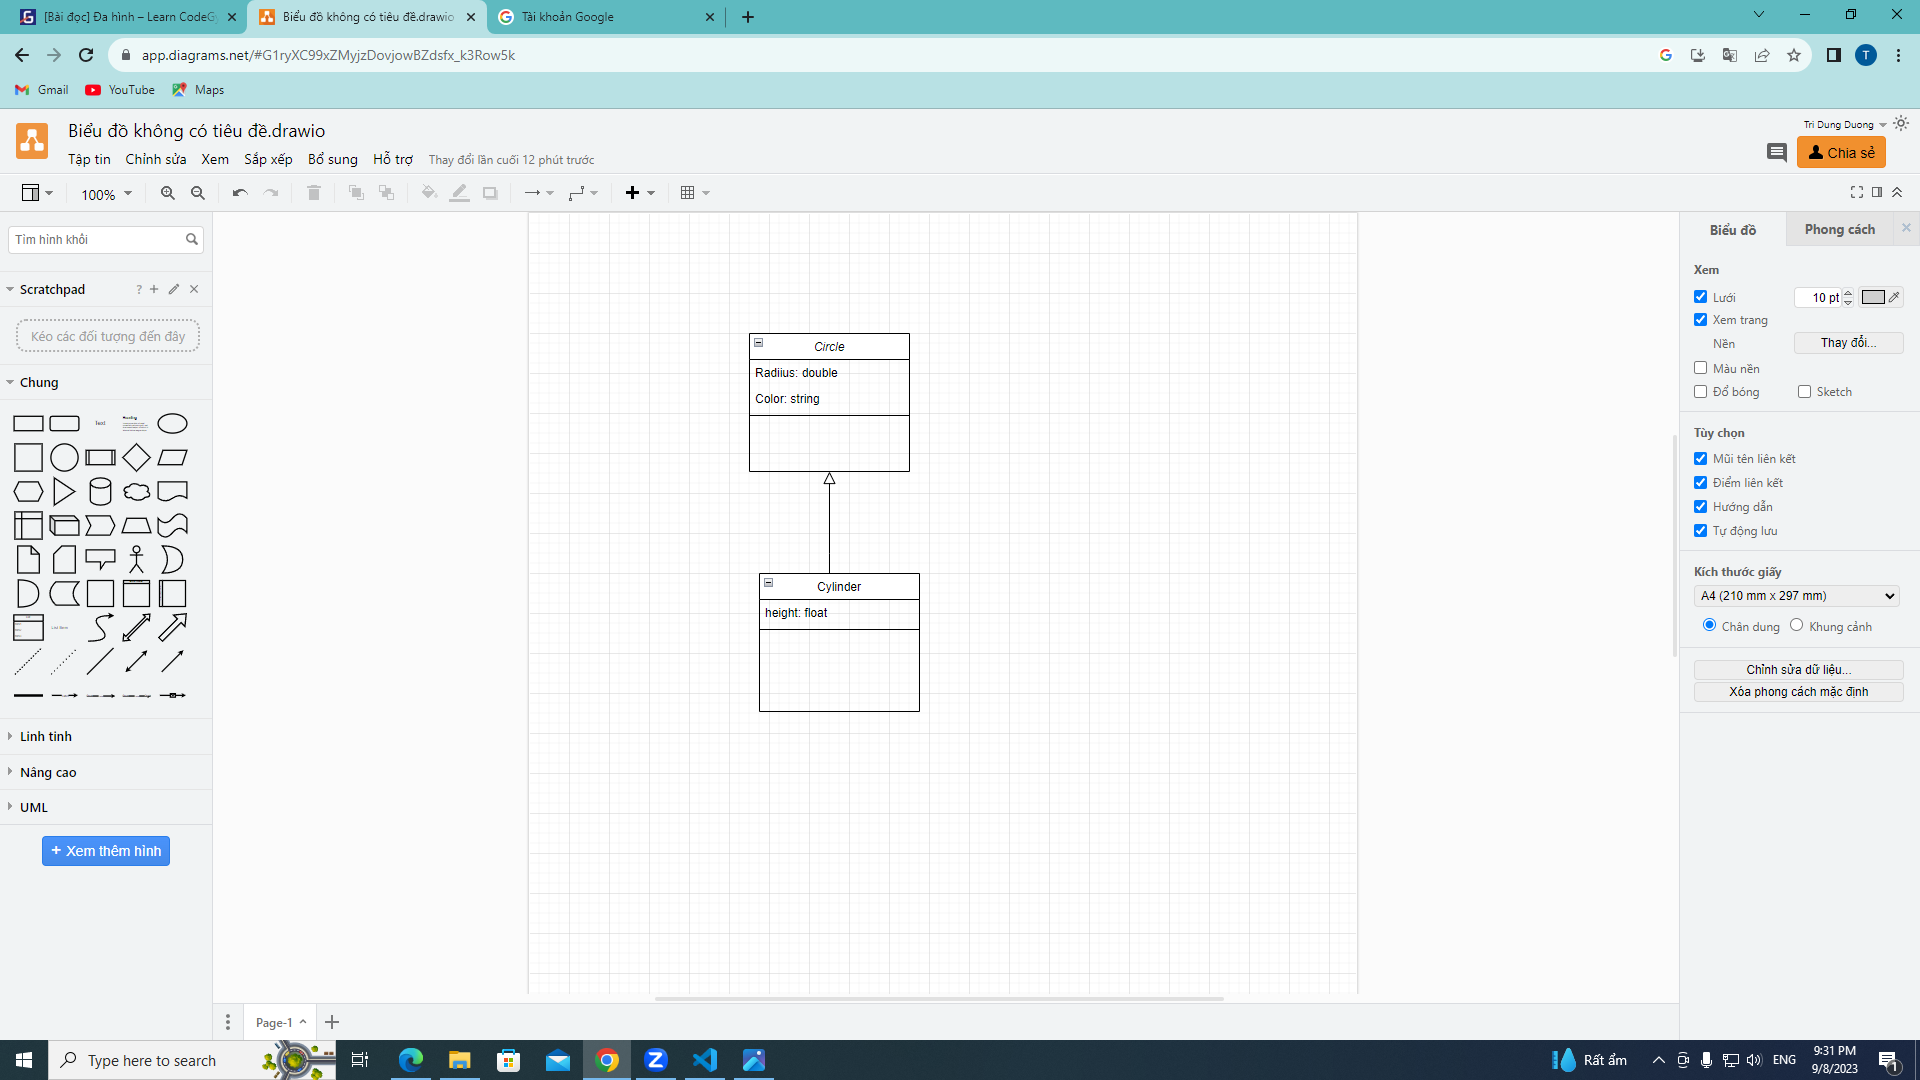 [Bài đọc] Đa hình – Learn CodeGy
Biểu đồ không có tiêu đề.drawio
Tài khoản Google
app.diagrams.net/#G1ryXC99xZMyjzDovjowBZdsfx_k3Row5k
T
Gmail
YouTube
Maps
Biểu đồ không có tiêu đề.drawio
Tri Dung Duong
Tập tin
Chỉnh sửa
Xem
Sắp xếp
Bổ sung
Hỗ trợ
Thay đổi lần cuối 12 phút trước
Chia sẻ
100%
Tìm hình khối
Scratchpad
?
Kéo các đối tượng đến đây
Chung
Text
Heading
List Item
Linh tinh
Nâng cao
UML
+ Xem thêm hình
Circle
Radiius: double
Color: string
Cylinder
height: float
Biểu đồ
Phong cách
Xem
Lưới
10 pt
Xem trang
Nền
Thay đổi...
Màu nền
Đổ bóng
Sketch
Tùy chọn
Mũi tên liên kết
Điểm liên kết
Hướng dẫn
Tự động lưu
Kích thước giấy
A4 (210 mm x 297 mm)
Chân dung
Khung cảnh
Chỉnh sửa dữ liệu...
Xóa phong cách mặc định
Page-1
Type here to search
Rất ẩm
ENG
9:31 PM
9/8/2023
1